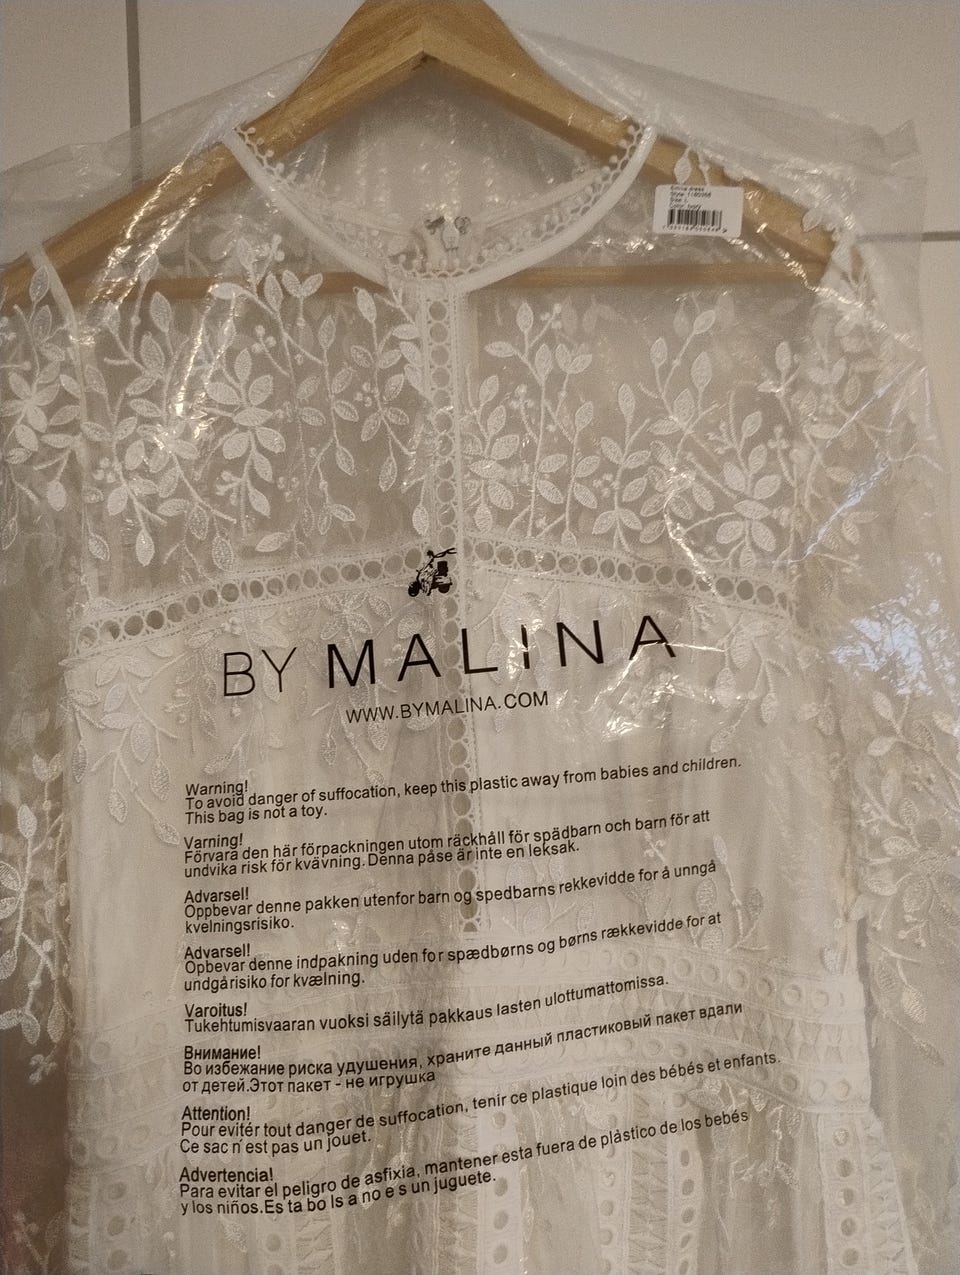 Emilia dress
Size: L
Color: Ivory
BY MALINA
WWW.BYMALINA.COM
Warning!
To avoid danger of suffocation, keep this plastic away from babies and children.
This bag is not a toy.
Varning!
Förvara den här förpackningen utom räckhåll för spädbarn och barn för att
undvika risk för kvävning. Denna påse är inte en leksak.
Advarsel!
Oppbevar denne pakken utenfor barn og spedbarns rekkevidde for å unngå
kvelningsrisiko.
Advarsel!
Opbevar denne indpakning uden for spædbørns og børns rækkevidde for at
undgårisiko for kvælning.
Varoitus!
Tukehtumisvaaran vuoksi säilytä pakkaus lasten ulottumattomissa.
Внимание!
Во избежание риска удушения, храните данный пластиковый пакет вдали
от детей.Этот пакет - не игрушка
Attention!
Pour evitér tout danger de suffocation, tenir ce plastique loin des bébés et enfants.
Ce sac n'est pas un jouet.
Advertencia!
Para evitar el peligro de asfixia, mantener esta fuera de plàstico de los bebés
y los niños.Es ta bo ls a no e s un juguete.